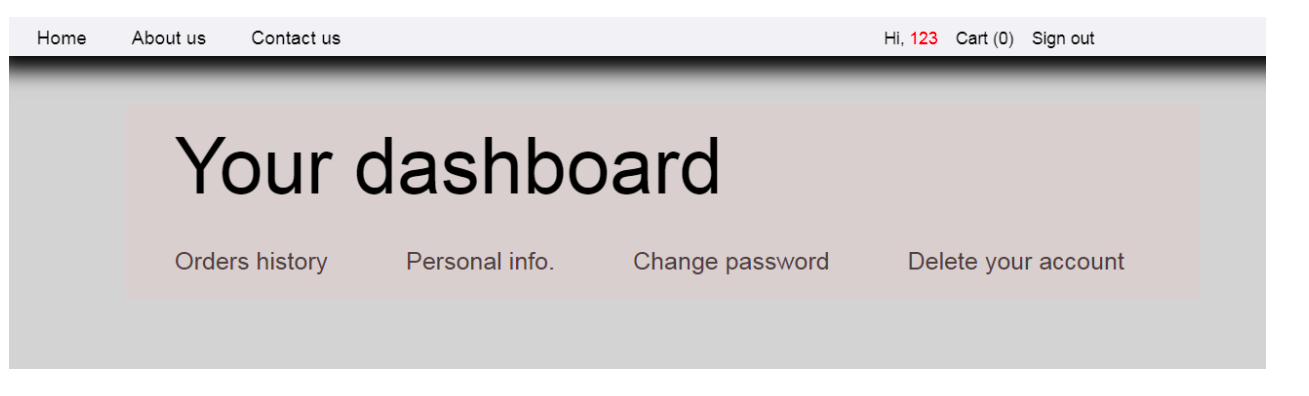 Home About us Contact us Hi, 123 Cart (0) Sign out
Your dashboard
Orders history Personal info. Change password Delete your account